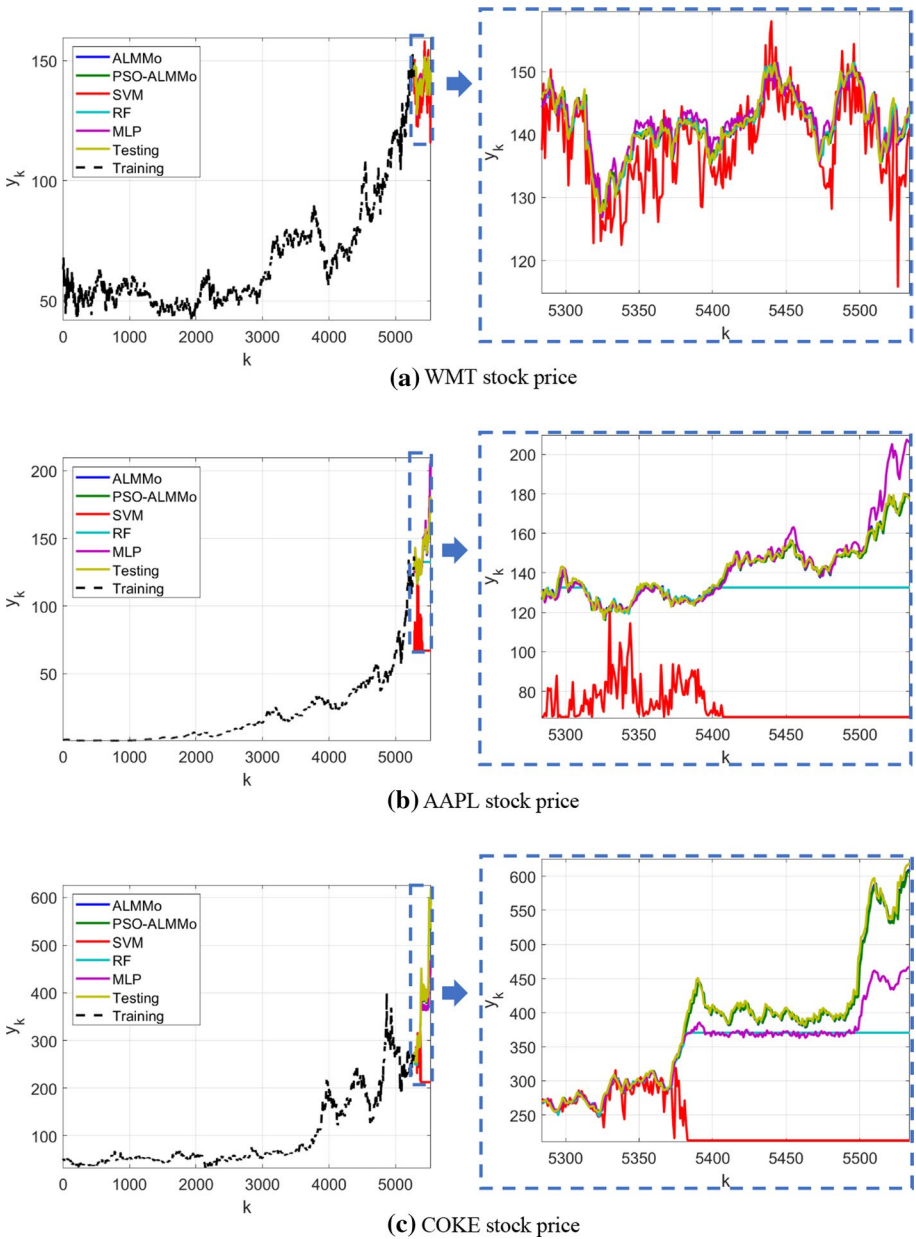 150
100
50
y_k
0 1000 2000 3000 4000 5000
k
ALMMo
PSO-ALMMo
SVM
RF
MLP
Testing
Training
150
140
130
120
y_k
5300 5350 5400 5450 5500
k
(a) WMT stock price
200
150
100
50
y_k
0 1000 2000 3000 4000 5000
k
ALMMo
PSO-ALMMo
SVM
RF
MLP
Testing
Training
200
180
160
140
120
100
80
y_k
5300 5350 5400 5450 5500
k
(b) AAPL stock price
600
500
400
300
200
100
y_k
0 1000 2000 3000 4000 5000
k
ALMMo
PSO-ALMMo
SVM
RF
MLP
Testing
Training
600
550
500
450
400
350
300
250
y_k
5300 5350 5400 5450 5500
k
(c) COKE stock price